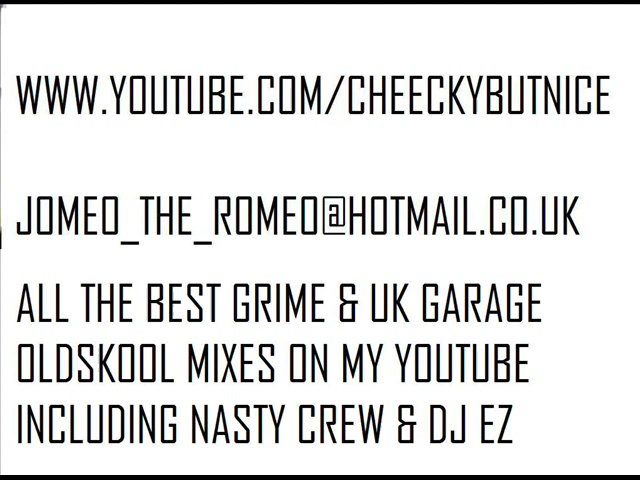 WWW.YOUTUBE.COM/CHEECKYBUTNICE
JOMEO_THE_ROMEO@HOTMAIL.CO.UK
ALL THE BEST GRIME & UK GARAGE
OLDSKOOL MIXES ON MY YOUTUBE
INCLUDING NASTY CREW & DJ EZ